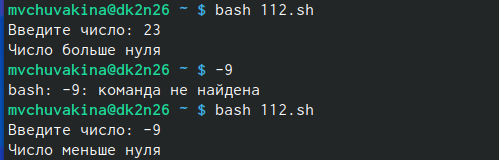 mvchuvakina@dk2n26 ~ $ bash 112.sh
Введите число: 23
Число больше нуля
mvchuvakina@dk2n26 ~ $ -9
bash: -9: команда не найдена
mvchuvakina@dk2n26 ~ $ bash 112.sh
Введите число: -9
Число меньше нуля